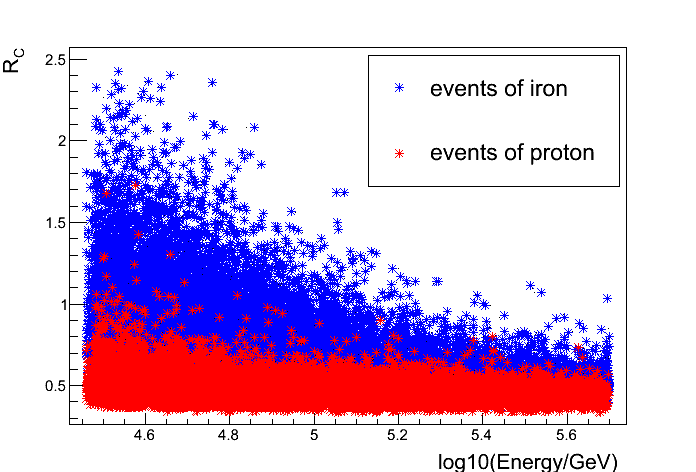 R_C
2.5
2
1.5
1
0.5
events of iron
events of proton
4.6 4.8 5 5.2 5.4 5.6
log10(Energy/GeV)